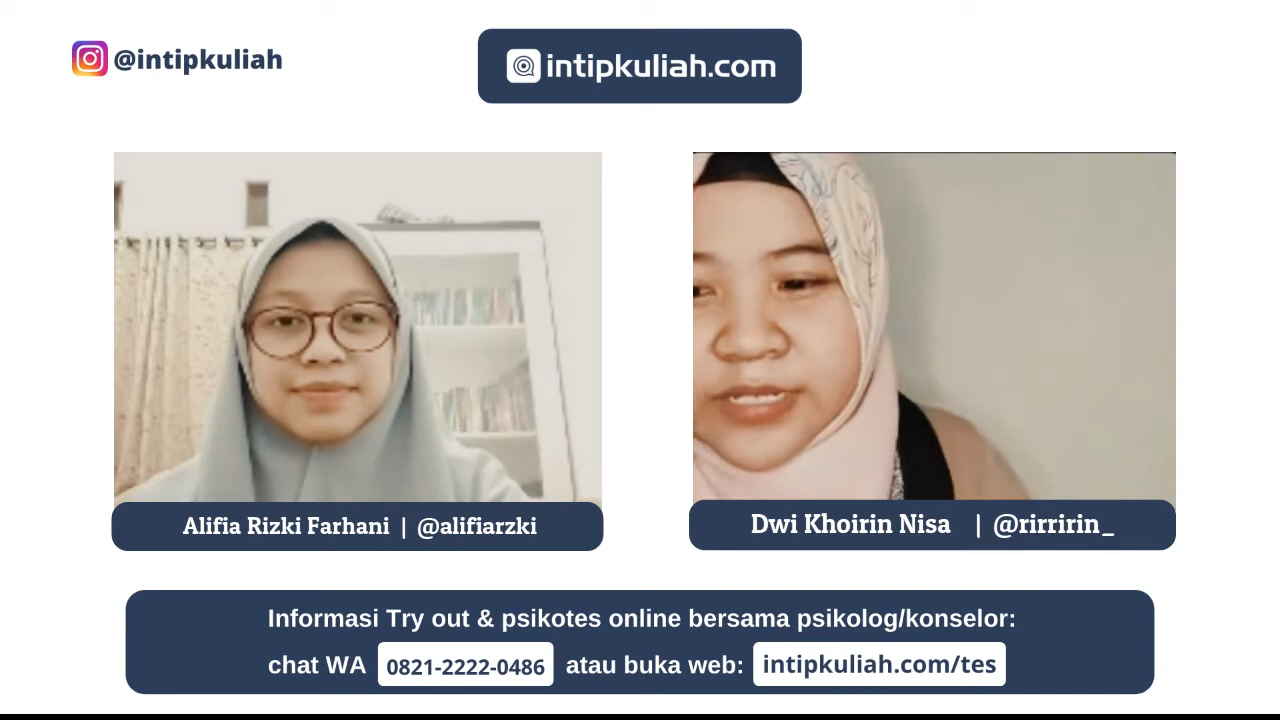 @intipkuliah
intipkuliah.com
Alifia Rizki Farhani | @alifiarzki
Dwi Khoirin Nisa | @rirririn_
Informasi Try out & psikotes online bersama psikolog/konselor:
chat WA 0821-2222-0486 atau buka web: intipkuliah.com/tes